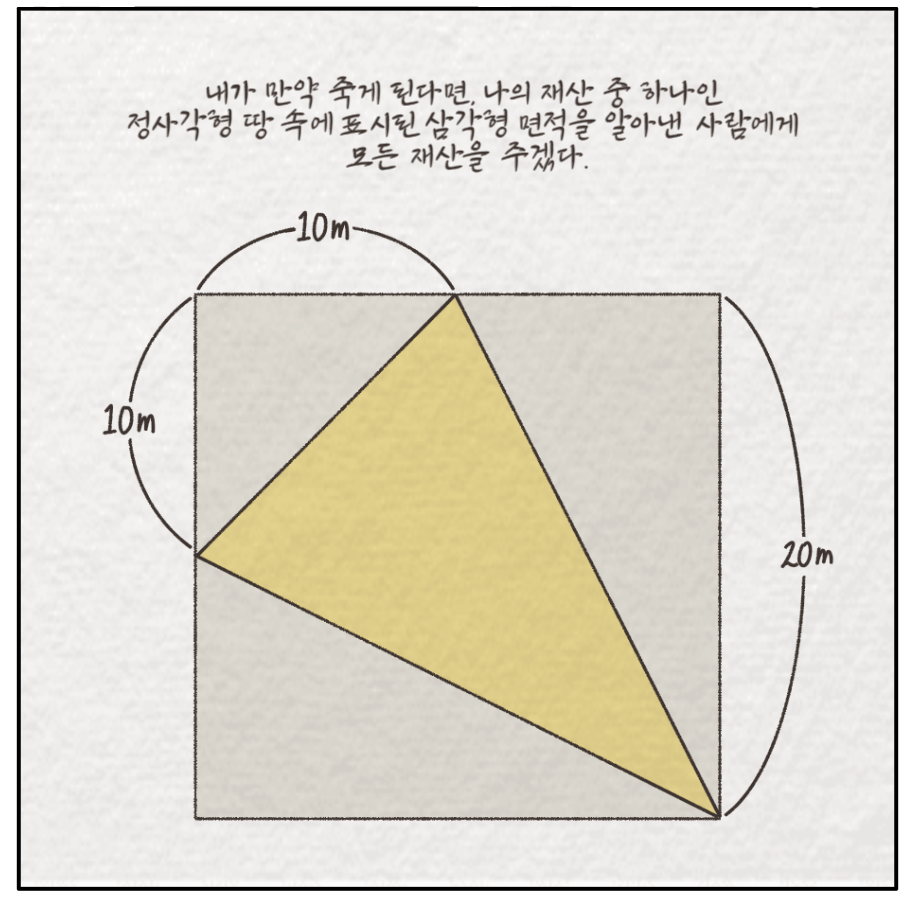 내가 만약 죽게 된다면, 나의 재산 중 하나인
정사각형 땅 속에 표시된 삼각형 면적을 알아낸 사람에게
모든 재산을 주겠다.
10m
10m
20m